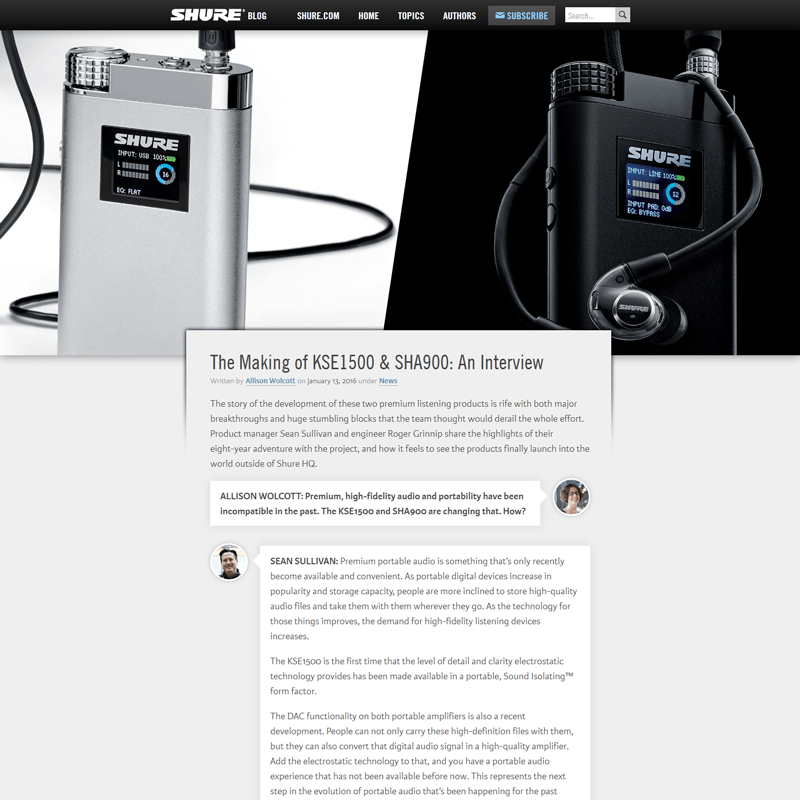 SHURE BLOG SHURE.COM HOME TOPICS AUTHORS SUBSCRIBE Search...
SHURE
INPUT: USB 100%
L
R
16
EQ: FLAT
SHURE
INPUT: LINE 100%
L
R
12
INPUT PAD: 0dB
EQ: BYPASS
SHURE
The Making of KSE1500 & SHA900: An Interview
Written by Allison Wolcott on January 13, 2016 under News
The story of the development of these two premium listening products is rife with both major
breakthroughs and huge stumbling blocks that the team thought would derail the whole effort.
Product manager Sean Sullivan and engineer Roger Grinnip share the highlights of their
eight-year adventure with the project, and how it feels to see the products finally launch into the
world outside of Shure HQ.
ALLISON WOLCOTT: Premium, high-fidelity audio and portability have been
incompatible in the past. The KSE1500 and SHA900 are changing that. How?
SEAN SULLIVAN: Premium portable audio is something that's only recently
become available and convenient. As portable digital devices increase in
popularity and storage capacity, people are more inclined to store high-quality
audio files and take them with them wherever they go. As the technology for
those things improves, the demand for high-fidelity listening devices
increases.
The KSE1500 is the first time that the level of detail and clarity electrostatic
technology provides has been made available in a portable, Sound Isolating™
form factor.
The DAC functionality on both portable amplifiers is also a recent
development. People can not only carry these high-definition files with them,
but they can also convert that digital audio signal in a high-quality amplifier.
Add the electrostatic technology to that, and you have a portable audio
experience that has not been available before now. This represents the next
step in the evolution of portable audio that's been happening for the past